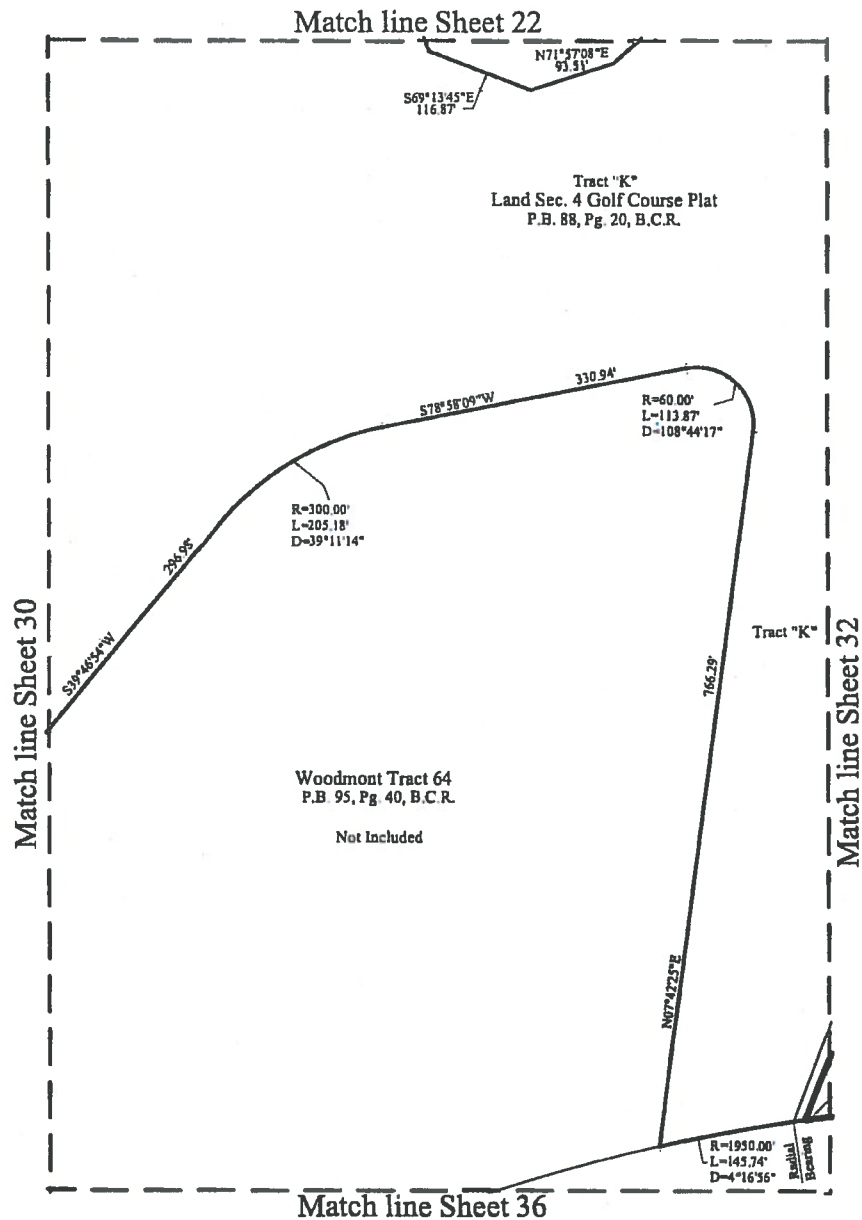 Match line Sheet 22
N71°57'08"E
93.51'
S69°13'45"E
116.87'
Tract "K"
Land Sec. 4 Golf Course Plat
P.B. 88, Pg. 20, B.C.R.
330.94'
S78°58'09"W
R=60.00'
L=113.87'
D=108°44'17"
R=300.00'
L=205.18'
D=39°11'14"
296.95'
S39°46'54"W
Match line Sheet 30
Tract "K"
Match line Sheet 32
766.29'
Woodmont Tract 64
P.B. 95, Pg. 40, B.C.R.
Not Included
N07°42'25"E
R=1950.00'
L=145.74'
D=4°16'56"
Radial
Bearing
Match line Sheet 36